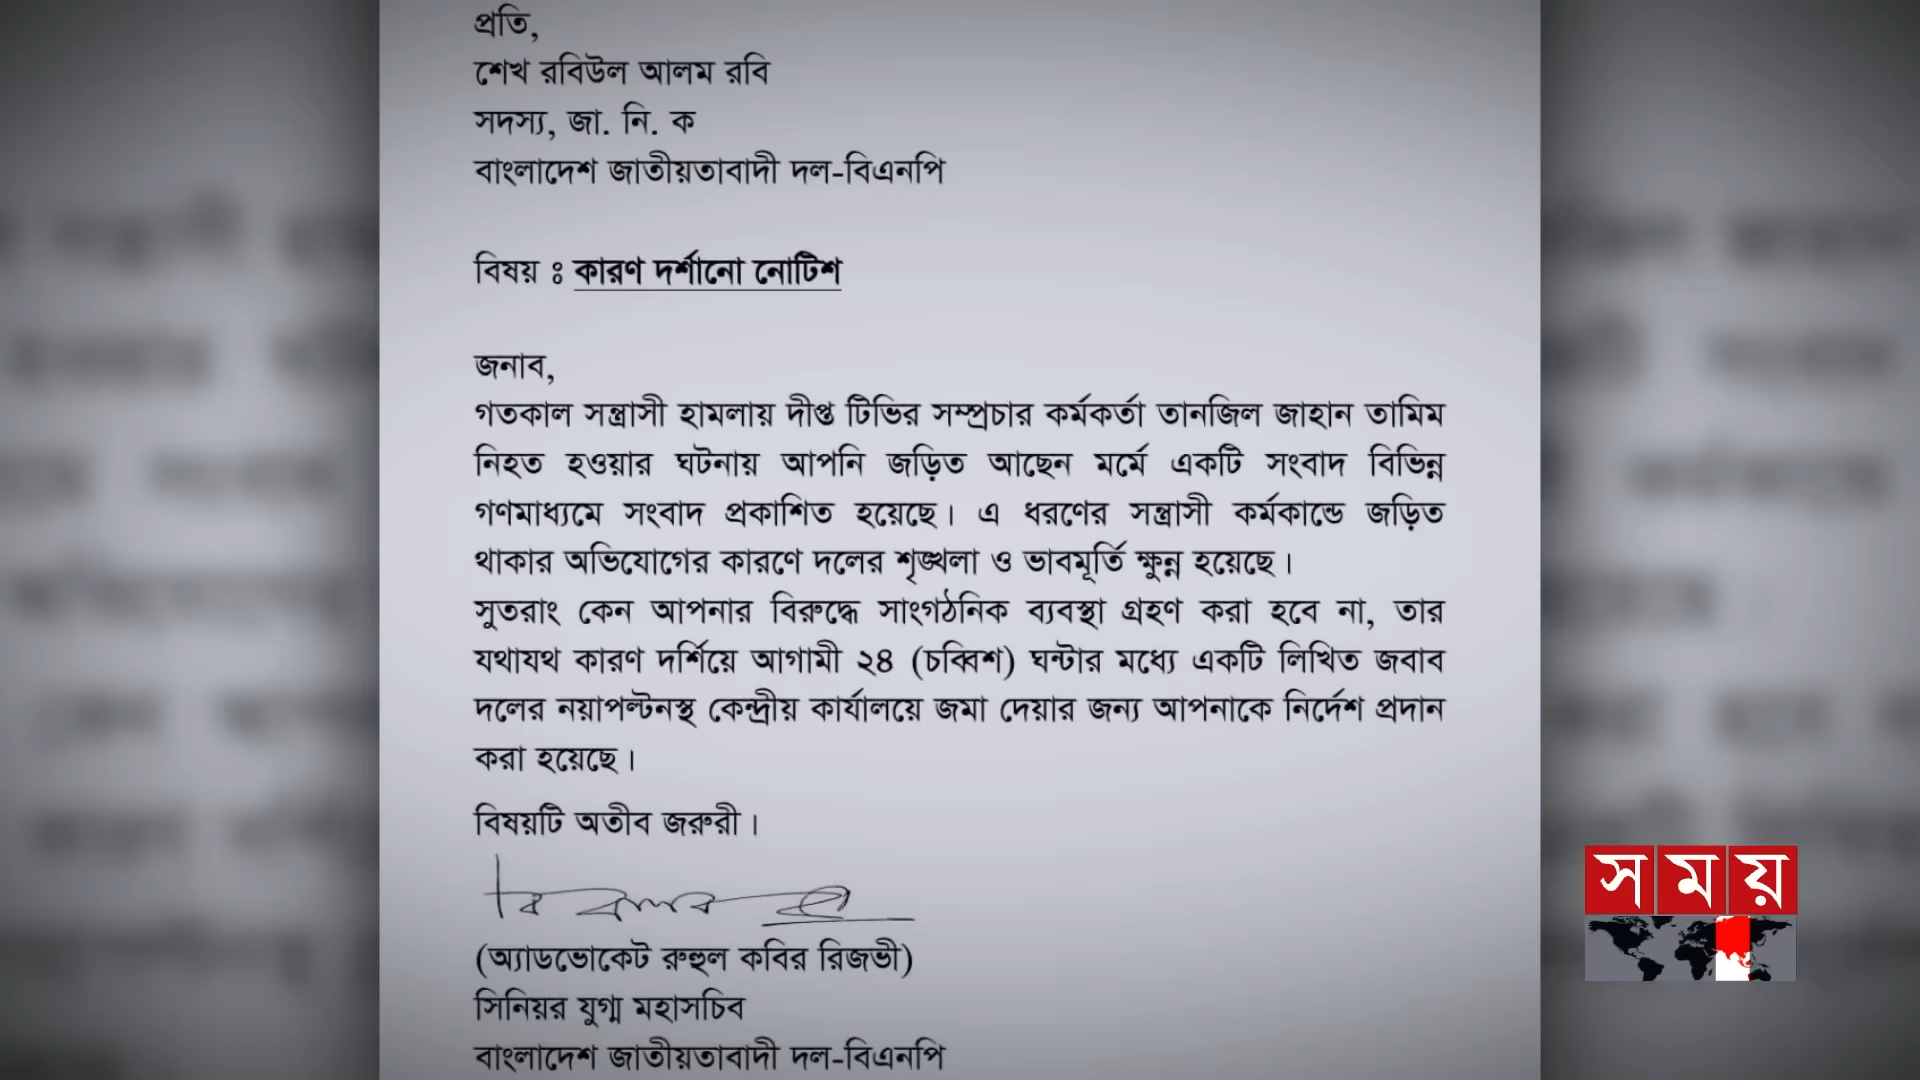 প্রতি,
শেখ রবিউল আলম রবি
সদস্য, জা. নি. ক
বাংলাদেশ জাতীয়তাবাদী দল-বিএনপি
বিষয় ঃ কারণ দর্শানো নোটিশ
জনাব,
গতকাল সন্ত্রাসী হামলায় দীপ্ত টিভির সম্প্রচার কর্মকর্তা তানজিল জাহান তামিম
নিহত হওয়ার ঘটনায় আপনি জড়িত আছেন মর্মে একটি সংবাদ বিভিন্ন
গণমাধ্যমে সংবাদ প্রকাশিত হয়েছে। এ ধরণের সন্ত্রাসী কর্মকান্ডে জড়িত
থাকার অভিযোগের কারণে দলের শৃঙ্খলা ও ভাবমূর্তি ক্ষুন্ন হয়েছে।
সুতরাং কেন আপনার বিরুদ্ধে সাংগঠনিক ব্যবস্থা গ্রহণ করা হবে না, তার
যথাযথ কারণ দর্শিয়ে আগামী ২৪ (চব্বিশ) ঘন্টার মধ্যে একটি লিখিত জবাব
দলের নয়াপল্টনস্থ কেন্দ্রীয় কার্যালয়ে জমা দেয়ার জন্য আপনাকে নির্দেশ প্রদান
করা হয়েছে।
বিষয়টি অতীব জরুরী।
(অ্যাডভোকেট রুহুল কবির রিজভী)
সিনিয়র যুগ্ম মহাসচিব
বাংলাদেশ জাতীয়তাবাদী দল-বিএনপি
সময়